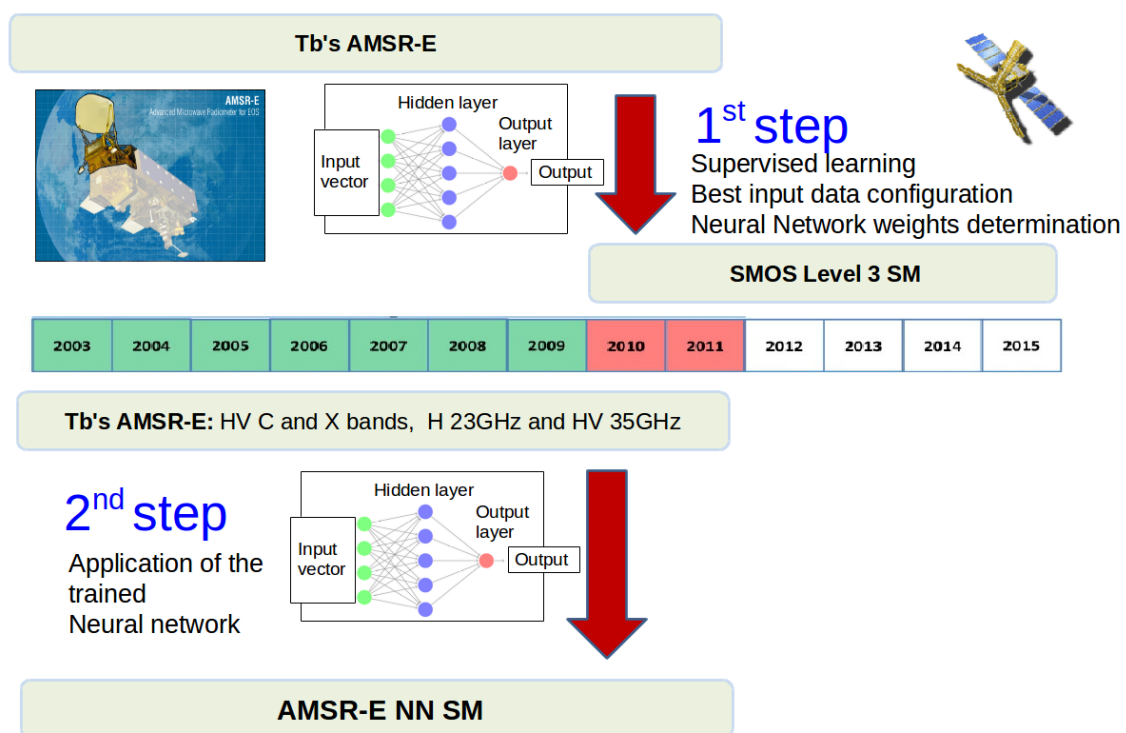 Tb's AMSR-E
AMSR-E
Advanced Microwave Radiometer for EOS
Hidden layer
Output
layer
Input
vector
Output
1st step
Supervised learning
Best input data configuration
Neural Network weights determination
SMOS Level 3 SM
2003 2004 2005 2006 2007 2008 2009 2010 2011 2012 2013 2014 2015
Tb's AMSR-E: HV C and X bands, H 23GHz and HV 35GHz
2nd step
Application of the
trained
Neural network
Hidden layer
Output
layer
Input
vector
Output
AMSR-E NN SM